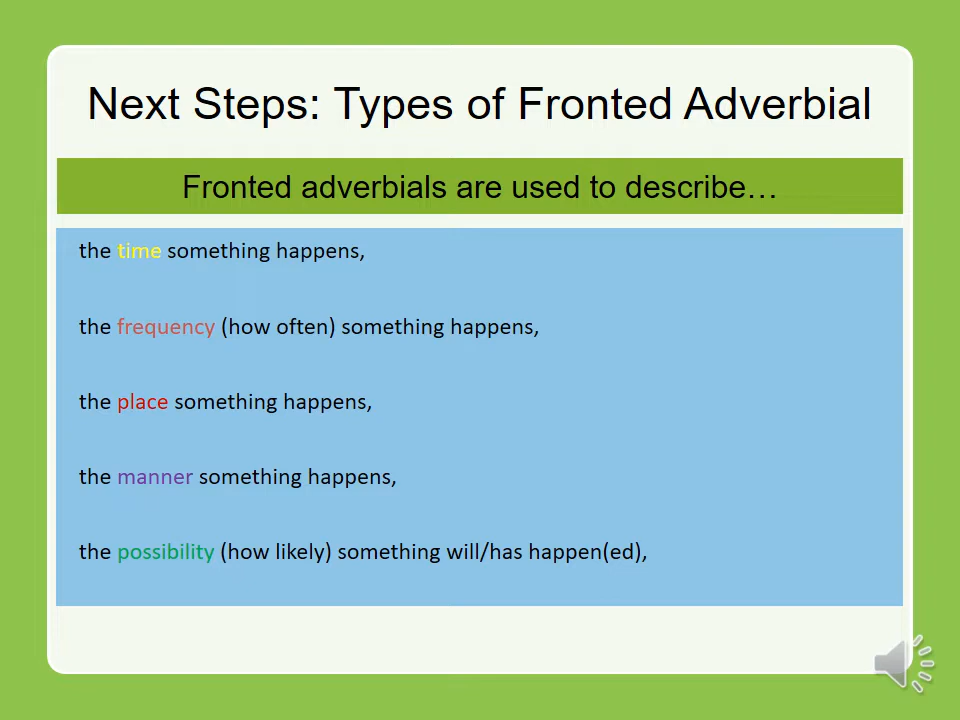 Next Steps: Types of Fronted Adverbial
Fronted adverbials are used to describe…
the time something happens,
the frequency (how often) something happens,
the place something happens,
the manner something happens,
the possibility (how likely) something will/has happen(ed),